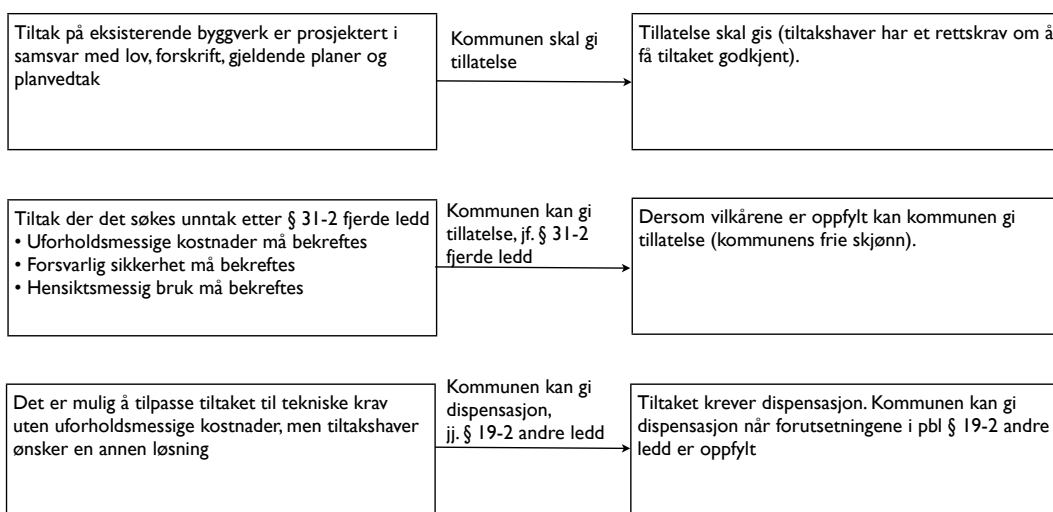 Tiltak på eksisterende byggverk er prosjektert i
samsvar med lov, forskrift, gjeldende planer og
planvedtak
Kommunen skal gi
tillatelse
Tillatelse skal gis (tiltakshaver har et rettskrav om å
få tiltaket godkjent).
Tiltak der det søkes unntak etter § 31-2 fjerde ledd
• Uforholdsmessige kostnader må bekreftes
• Forsvarlig sikkerhet må bekreftes
• Hensiktsmessig bruk må bekreftes
Kommunen kan gi
tillatelse, jf. § 31-2
fjerde ledd
Dersom vilkårene er oppfylt kan kommunen gi
tillatelse (kommunens frie skjønn).
Det er mulig å tilpasse tiltaket til tekniske krav
uten uforholdsmessige kostnader, men tiltakshaver
ønsker en annen løsning
Kommunen kan gi
dispensasjon,
jj. § 19-2 andre ledd
Tiltaket krever dispensasjon. Kommunen kan gi
dispensasjon når forutsetningene i pbl § 19-2 andre
ledd er oppfylt